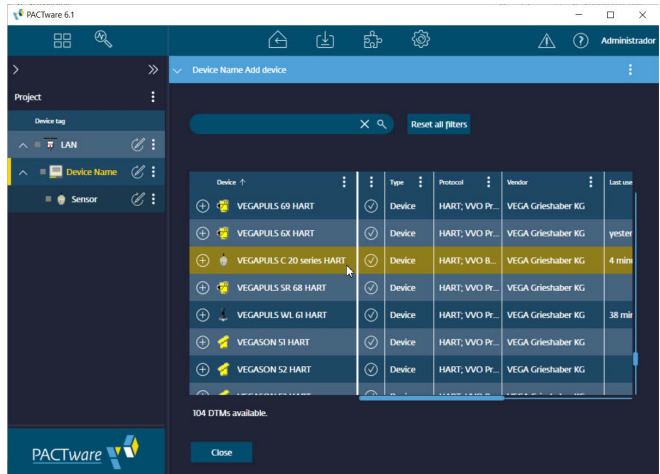 PACTware 6.1
Administrador
Device Name Add device
Project
Device tag
LAN
Device Name
Sensor
Reset all filters
Device Type Protocol Vendor Last use
VEGAPULS 69 HART Device HART; VVO Pr... VEGA Grieshaber KG
VEGAPULS 6X HART Device HART; VVO Pr... VEGA Grieshaber KG yester
VEGAPULS C 20 series HART Device HART; VVO B... VEGA Grieshaber KG 4 minu
VEGAPULS SR 68 HART Device HART; VVO Pr... VEGA Grieshaber KG
VEGAPULS WL 61 HART Device HART; VVO Pr... VEGA Grieshaber KG 38 min
VEGASON 51 HART Device HART; VVO Pr... VEGA Grieshaber KG
VEGASON 52 HART Device HART; VVO Pr... VEGA Grieshaber KG
104 DTMs available.
Close
PACTware